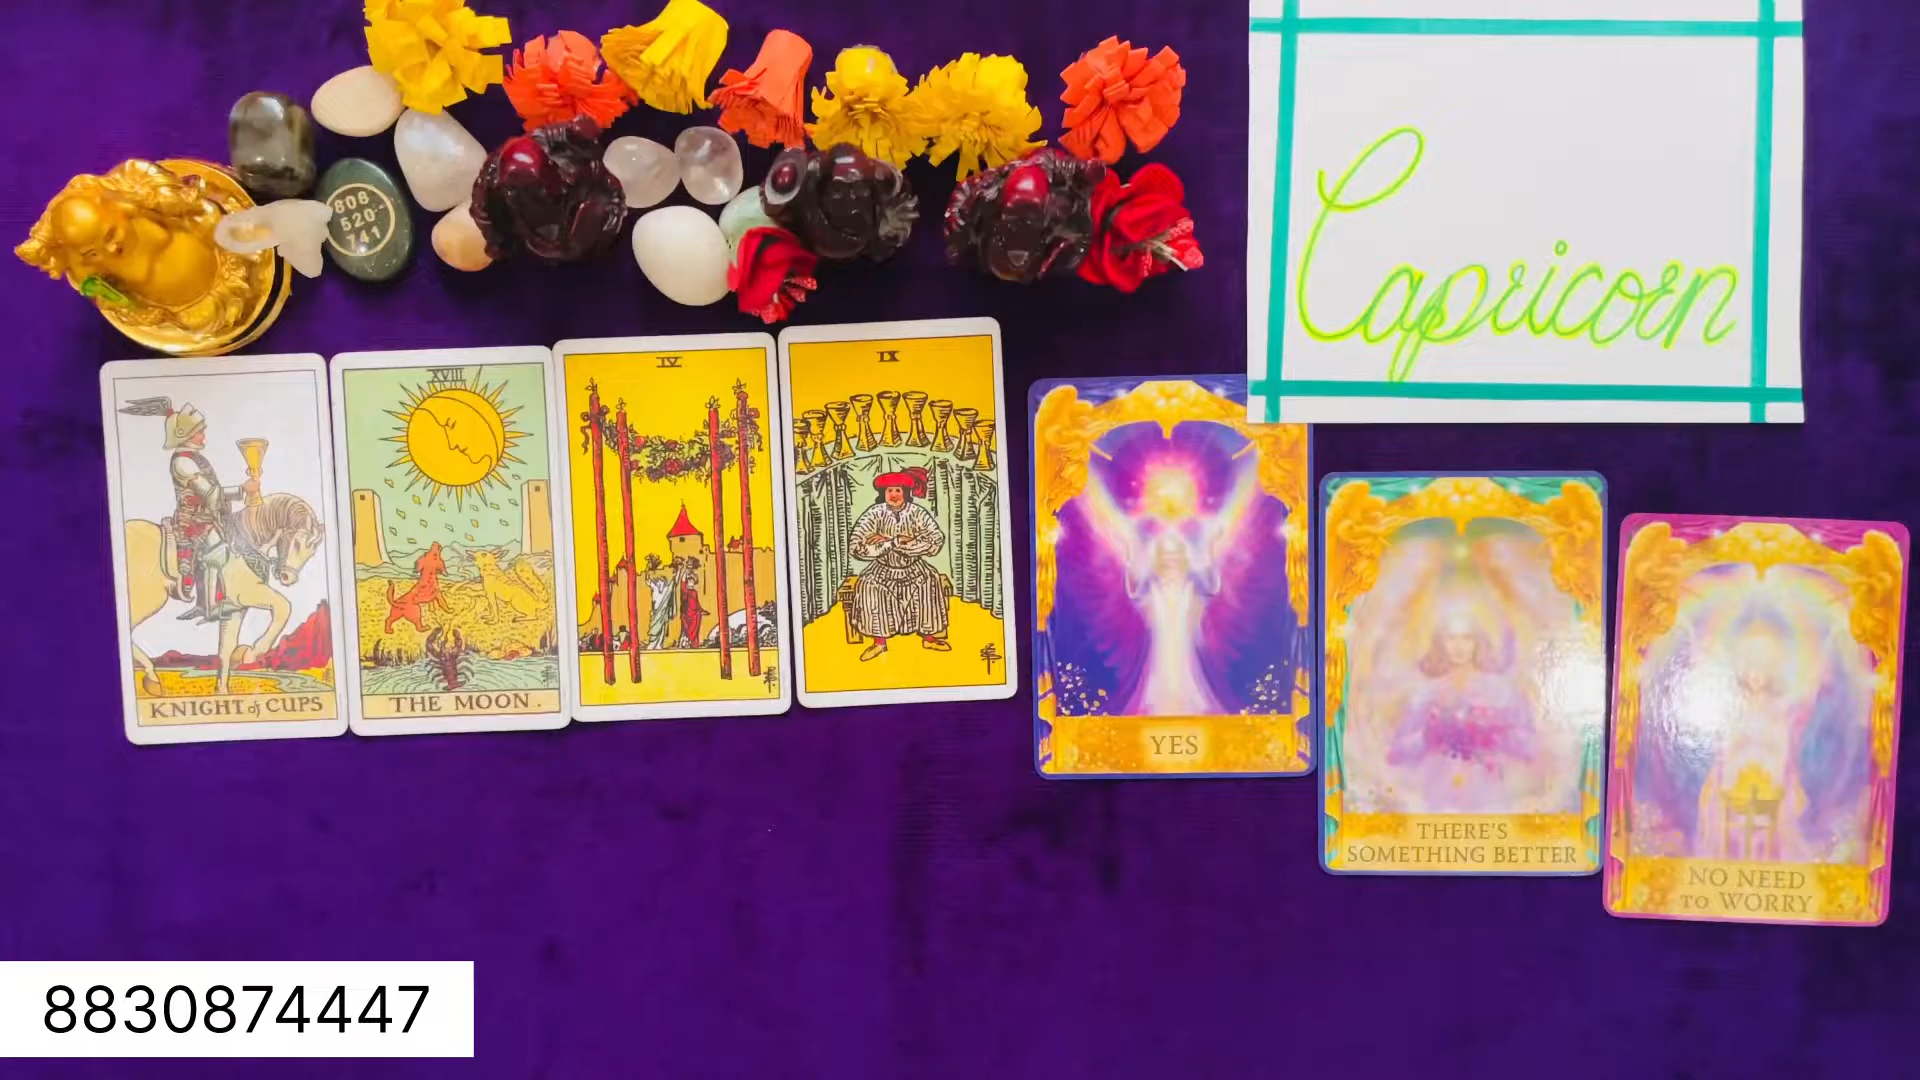 808
520-
741
Capricorn
KNIGHT of CUPS
XVIII
THE MOON.
IV
IX
YES
THERE'S
SOMETHING BETTER
NO NEED
TO WORRY
8830874447